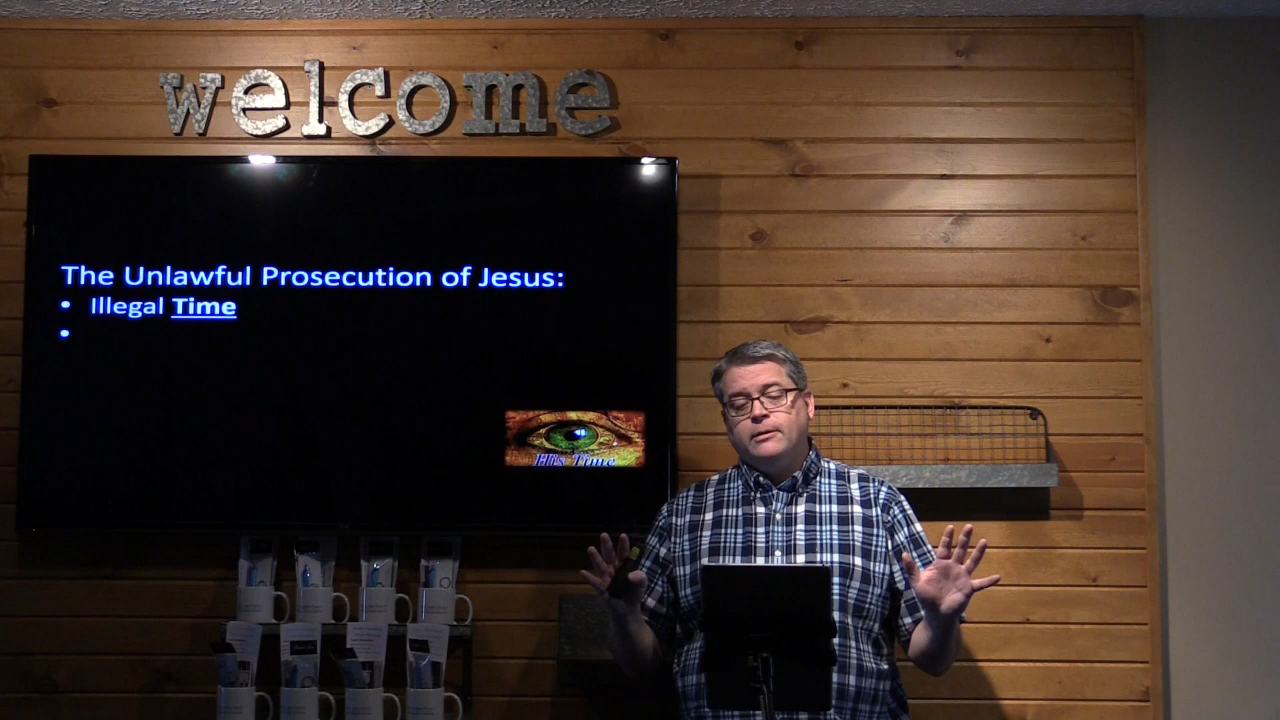 welcome
The Unlawful Prosecution of Jesus:
• Illegal Time
•
His Time